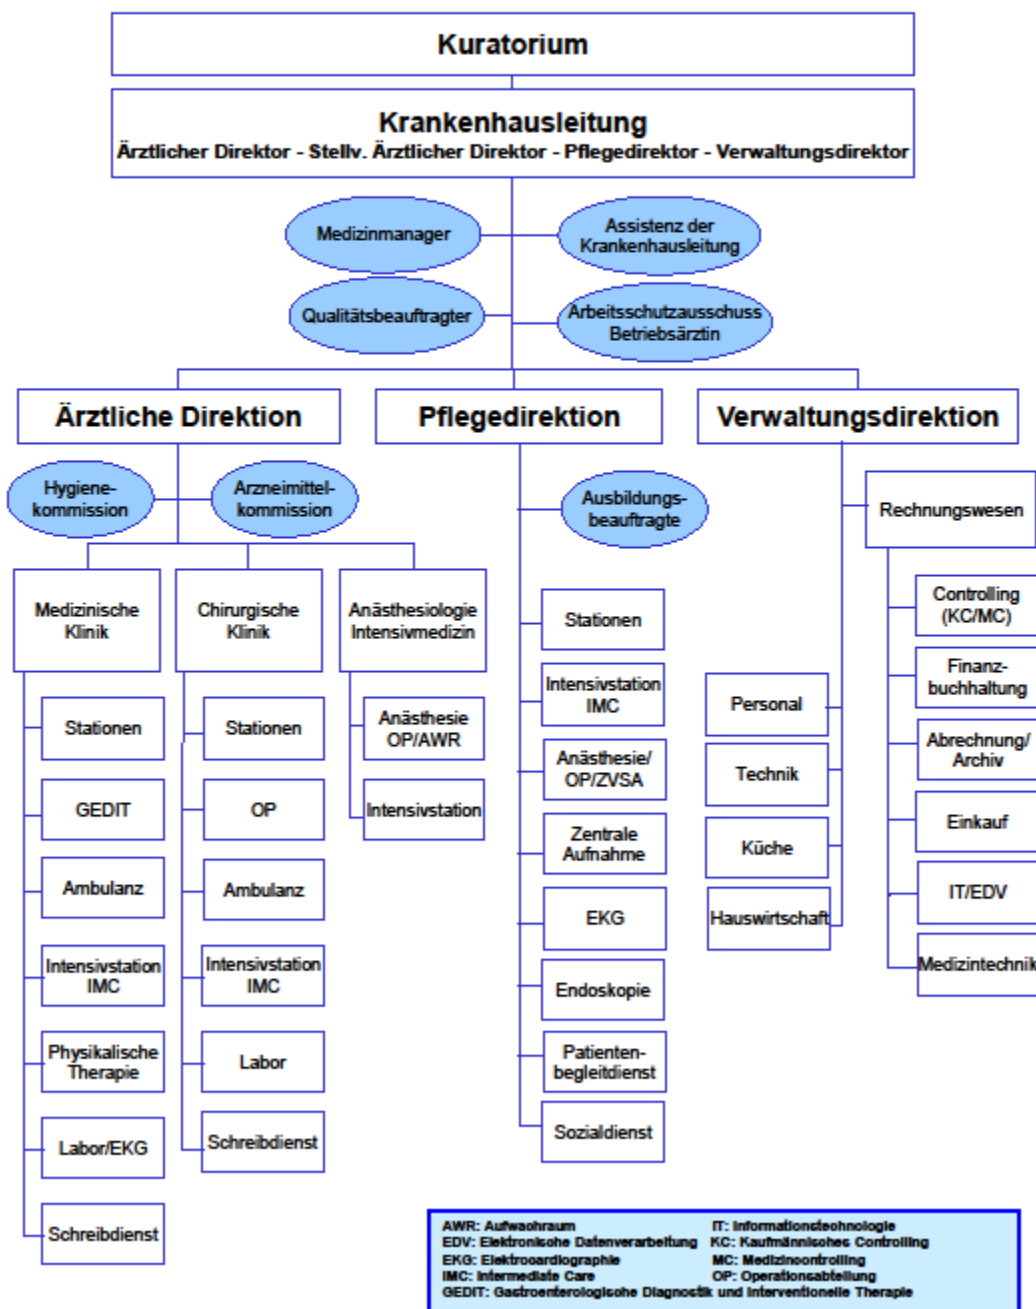 Kuratorium
Krankenhausleitung
Ärztlicher Direktor - Stellv. Ärztlicher Direktor - Pflegedirektor - Verwaltungsdirektor
Medizinmanager
Assistenz der
Krankenhausleitung
Qualitätsbeauftragter
Arbeitsschutzausschuss
Betriebsärztin
Ärztliche Direktion
Pflegedirektion
Verwaltungsdirektion
Hygiene-
kommission
Arzneimittel-
kommission
Ausbildungs-
beauftragte
Rechnungswesen
Medizinische
Klinik
Stationen
GEDIT
Ambulanz
Intensivstation
IMC
Physikalische
Therapie
Labor/EKG
Schreibdienst
Chirurgische
Klinik
Stationen
OP
Ambulanz
Intensivstation
IMC
Labor
Schreibdienst
Anästhesiologie
Intensivmedizin
Anästhesie
OP/AWR
Intensivstation
Stationen
Intensivstation
IMC
Anästhesie/
OP/ZVSA
Zentrale
Aufnahme
EKG
Endoskopie
Patienten-
begleitdienst
Sozialdienst
Personal
Technik
Küche
Hauswirtschaft
Controlling
(KC/MC)
Finanz-
buchhaltung
Abrechnung/
Archiv
Einkauf
IT/EDV
Medizintechnik
AWR: Aufwachraum IT: Informationstechnologie
EDV: Elektronische Datenverarbeitung KC: Kaufmännisches Controlling
EKG: Elektrocardiographie MC: Medizincontrolling
IMC: Intermediate Care OP: Operationsabteilung
GEDIT: Gastroenterologische Diagnostik und Interventionelle Therapie